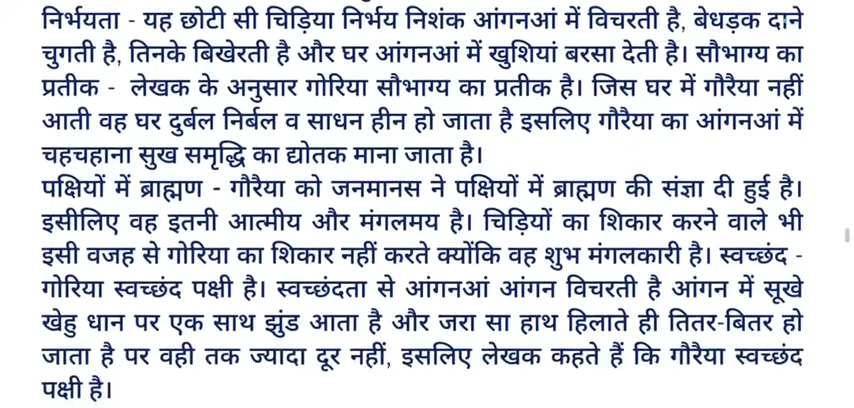 निर्भयता - यह छोटी सी चिड़िया निर्भय निशंक आंगनआं में विचरती है, बेधड़क दाने
चुगती है, तिनके बिखेरती है और घर आंगनआं में खुशियां बरसा देती है। सौभाग्य का
प्रतीक - लेखक के अनुसार गोरिया सौभाग्य का प्रतीक है। जिस घर में गौरैया नहीं
आती वह घर दुर्बल निर्बल व साधन हीन हो जाता है इसलिए गौरैया का आंगनआं में
चहचहाना सुख समृद्धि का द्योतक माना जाता है।
पक्षियों में ब्राह्मण - गौरैया को जनमानस ने पक्षियों में ब्राह्मण की संज्ञा दी हुई है।
इसीलिए वह इतनी आत्मीय और मंगलमय है। चिड़ियों का शिकार करने वाले भी
इसी वजह से गोरिया का शिकार नहीं करते क्योंकि वह शुभ मंगलकारी है। स्वच्छंद -
गोरिया स्वच्छंद पक्षी है। स्वच्छंदता से आंगनआं आंगन विचरती है आंगन में सूखे
खेहु धान पर एक साथ झुंड आता है और जरा सा हाथ हिलाते ही तितर-बितर हो
जाता है पर वही तक ज्यादा दूर नहीं, इसलिए लेखक कहते हैं कि गौरैया स्वच्छंद
पक्षी है।